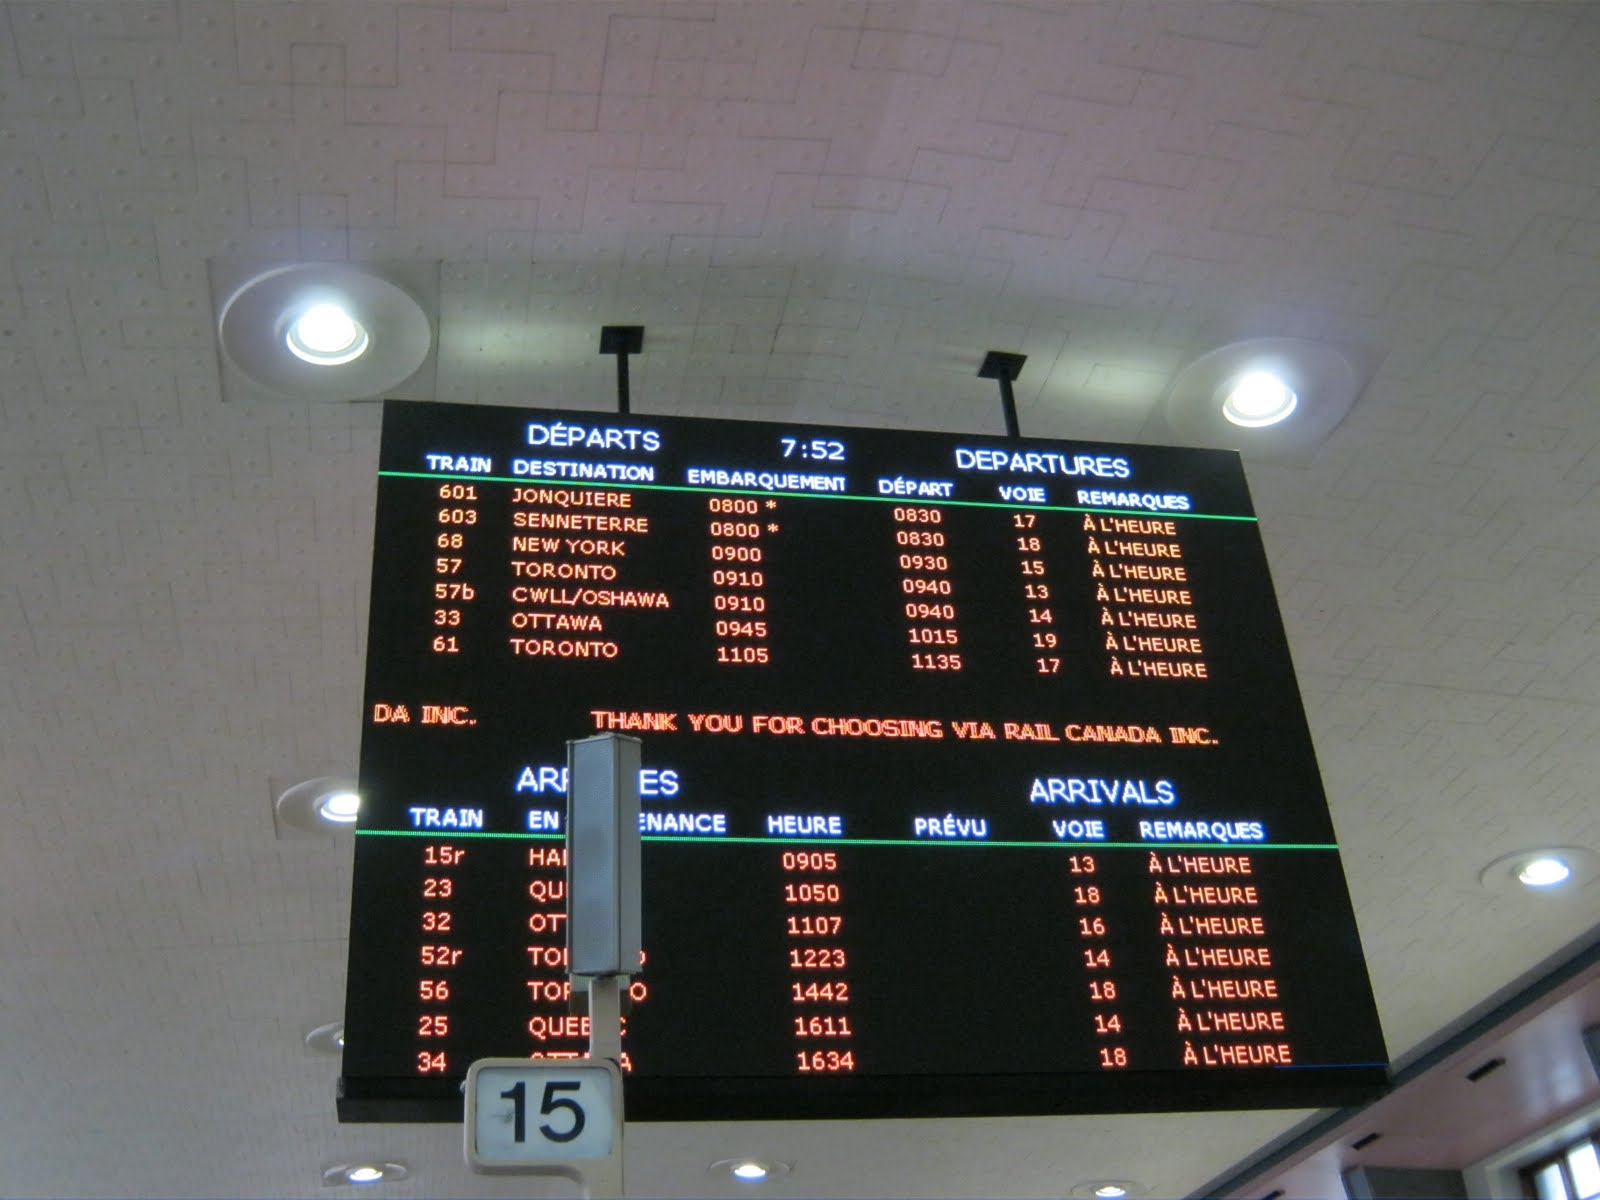 DÉPARTS 7:52 DEPARTURES
TRAIN DESTINATION EMBARQUEMENT DÉPART VOIE REMARQUES
601 JONQUIERE 0800 * 0830 17 À L'HEURE
603 SENNETERRE 0800 * 0830 18 À L'HEURE
68 NEW YORK 0900 0930 15 À L'HEURE
57 TORONTO 0910 0940 13 À L'HEURE
57b CWLL/OSHAWA 0910 0940 14 À L'HEURE
33 OTTAWA 0945 1015 19 À L'HEURE
61 TORONTO 1105 1135 17 À L'HEURE
DA INC. THANK YOU FOR CHOOSING VIA RAIL CANADA INC.
ARRIVALS
TRAIN EN HEURE PRÉVU VOIE REMARQUES
15r 0905 13 À L'HEURE
23 1050 18 À L'HEURE
32 1107 16 À L'HEURE
52r 1223 14 À L'HEURE
56 1442 18 À L'HEURE
25 1611 14 À L'HEURE
34 1634 18 À L'HEURE
15